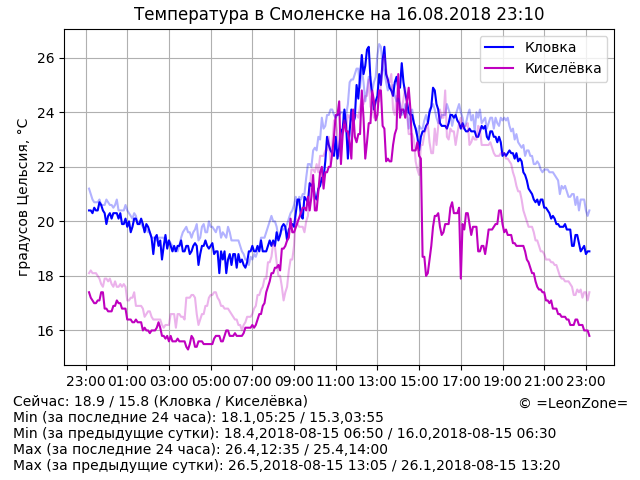 Температура в Смоленске на 16.08.2018 23:10
Кловка
Киселёвка
градусов Цельсия, °C
26
24
22
20
18
16
23:00 01:00 03:00 05:00 07:00 09:00 11:00 13:00 15:00 17:00 19:00 21:00 23:00
Сейчас: 18.9 / 15.8 (Кловка / Киселёвка)
© =LeonZone=
Min (за последние 24 часа): 18.1,05:25 / 15.3,03:55
Min (за предыдущие сутки): 18.4,2018-08-15 06:50 / 16.0,2018-08-15 06:30
Max (за последние 24 часа): 26.4,12:35 / 25.4,14:00
Max (за предыдущие сутки): 26.5,2018-08-15 13:05 / 26.1,2018-08-15 13:20